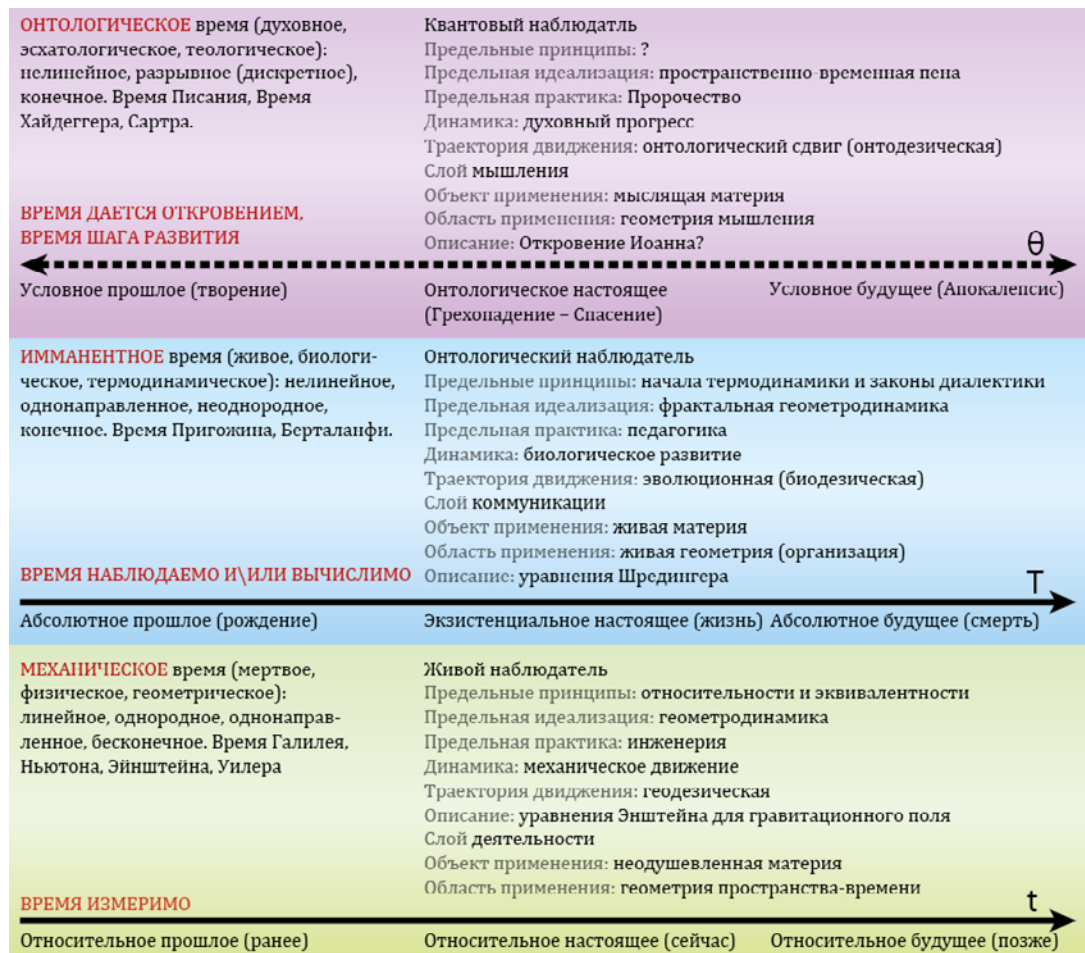 ОНТОЛОГИЧЕСКОЕ время (духовное,
эсхатологическое, теологическое):
нелинейное, разрывное (дискретное),
конечное. Время Писания, Время
Хайдеггера, Сартра.
ВРЕМЯ ДАЕТСЯ ОТКРОВЕНИЕМ,
ВРЕМЯ ШАГА РАЗВИТИЯ
Квантового наблюдатль
Предельные принципы: ?
Предельная идеализация: пространственно-временная пена
Предельная практика: Пророчество
Динамика: духовный прогресс
Траектория двиджения: онтологический сдвиг (онтодезическая)
Слой мышления
Объект применения: мыслящая материя
Область применения: геометрия мышления
Описание: Откровение Иоанна?
θ
Условное прошлое (творение)
Онтологическое настоящее
(Грехопадение – Спасение)
Условное будущее (Апокалепсис)
ИММАНЕНТНОЕ время (живое, биологи-
ческое, термодинамическое): нелинейное,
однонаправленное, неоднородное,
конечное. Время Пригожина, Берталанфи.
ВРЕМЯ НАБЛЮДАЕМО И\ИЛИ ВЫЧИСЛИМО
Онтологический наблюдатель
Предельные принципы: начала термодинамики и законы диалектики
Предельная идеализация: фрактальная геометродинамика
Предельная практика: педагогика
Динамика: биологическое развитие
Траектория двиджения: эволюционная (биодезическая)
Слой коммуникации
Объект применения: живая материя
Область применения: живая геометрия (организация)
Описание: уравнения Шредингера
T
Абсолютное прошлое (рождение)
Экзистенциальное настоящее (жизнь)
Абсолютное будущее (смерть)
МЕХАНИЧЕСКОЕ время (мертвое,
физическое, геометрическое):
линейное, однородное, однонаправ-
ленное, бесконечное. Время Галилея,
Ньютона, Эйнштейна, Уилера
ВРЕМЯ ИЗМЕРИМО
Живой наблюдатель
Предельные принципы: относительности и эквивалентности
Предельная идеализация: геометродинамика
Предельная практика: инженерия
Динамика: механическое движение
Траектория двиджения: геодезическая
Описание: уравнения Энштейна для гравитационного поля
Слой деятельности
Объект применения: неодушевленная материя
Область применения: геометрия пространства-времени
t
Относительное прошлое (ранее)
Относительное настоящее (сейчас)
Относительное будущее (позже)